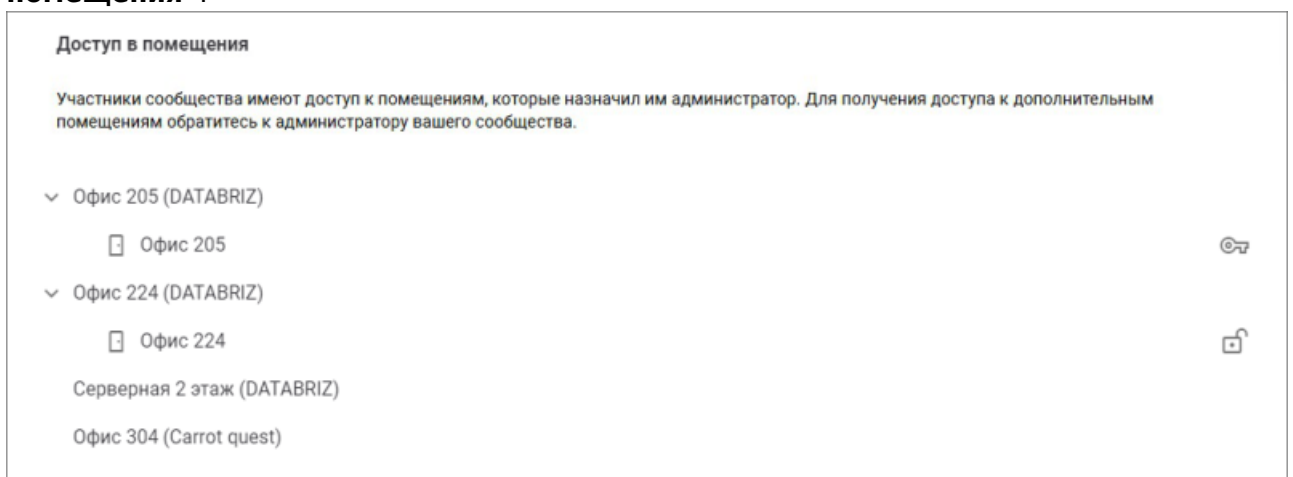 Доступ в помещения
Участники сообщества имеют доступ к помещениям, которые назначил им администратор. Для получения доступа к дополнительным
помещениям обратитесь к администратору вашего сообщества.
Офис 205 (DATABRIZ)
Офис 205
Офис 224 (DATABRIZ)
Офис 224
Серверная 2 этаж (DATABRIZ)
Офис 304 (Carrot quest)